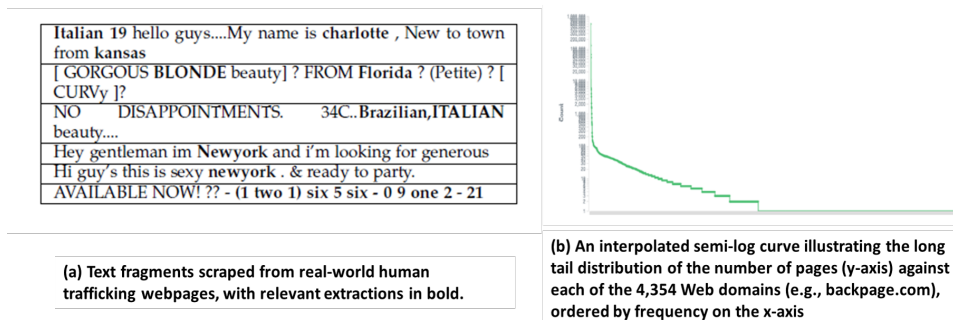 Italian 19 hello guys....My name is charlotte , New to town
from kansas
[ GORGOUS BLONDE beauty] ? FROM Florida ? (Petite) ? [
CURVy ]?
NO DISAPPOINTMENTS. 34C..Brazilian,ITALIAN
beauty....
Hey gentleman im Newyork and i'm looking for generous
Hi guy's this is sexy newyork . & ready to party.
AVAILABLE NOW! ?? - (1 two 1) six 5 six - 0 9 one 2 - 21
(a) Text fragments scraped from real-world human
trafficking webpages, with relevant extractions in bold.
Count
(b) An interpolated semi-log curve illustrating the long
tail distribution of the number of pages (y-axis) against
each of the 4,354 Web domains (e.g., backpage.com),
ordered by frequency on the x-axis